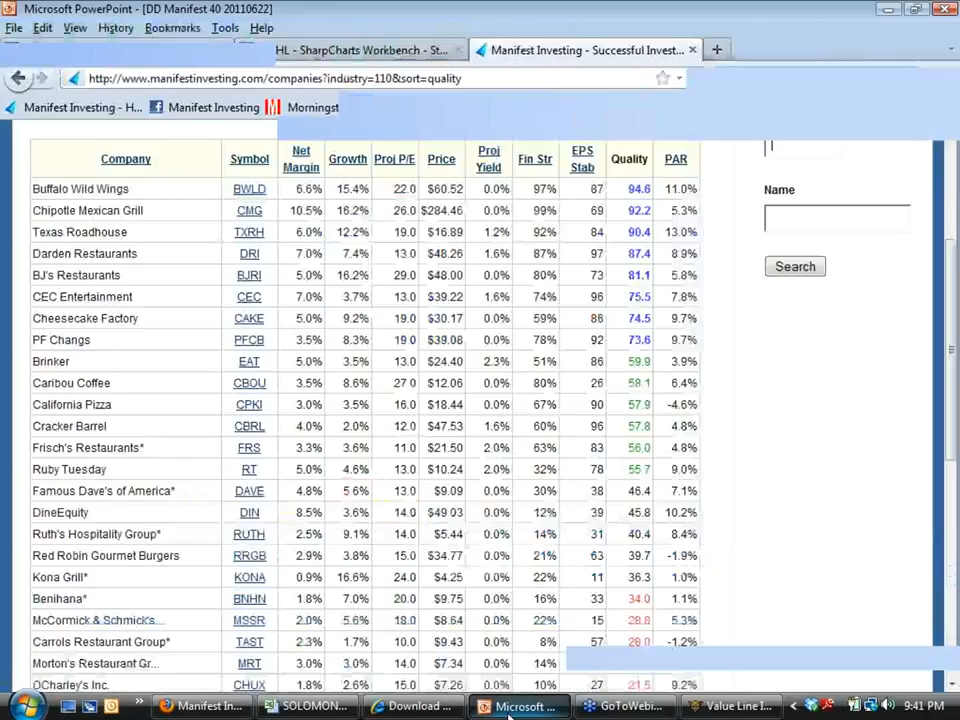 Microsoft PowerPoint - [DD Manifest 40 20110622]
File Edit View History Bookmarks Tools Help
HL - SharpCharts Workbench - St... Manifest Investing - Successful Invest...
http://www.manifestinvesting.com/companies?industry=110&sort=quality
Manifest Investing - H... Manifest Investing Morningst
Company Symbol Net Margin Growth Proj P/E Price Proj Yield Fin Str EPS Stab Quality PAR
Buffalo Wild Wings BWLD 6.6% 15.4% 22.0 $60.52 0.0% 97% 87 94.6 11.0%
Name
Chipotle Mexican Grill CMG 10.5% 16.2% 26.0 $284.46 0.0% 99% 69 92.2 5.3%
Texas Roadhouse TXRH 6.0% 12.2% 19.0 $16.89 1.2% 92% 84 90.4 13.0%
Darden Restaurants DRI 7.0% 7.4% 13.0 $48.26 1.6% 87% 97 87.4 8.9%
Search
BJ's Restaurants BJRI 5.0% 16.2% 29.0 $48.00 0.0% 80% 73 81.1 5.8%
CEC Entertainment CEC 7.0% 3.7% 13.0 $39.22 1.6% 74% 96 75.5 7.8%
Cheesecake Factory CAKE 5.0% 9.2% 13.0 $30.17 0.0% 59% 86 74.5 9.7%
PF Changs PFCB 3.5% 8.3% 19.0 $39.08 0.0% 78% 92 73.6 9.7%
Brinker EAT 5.0% 3.5% 13.0 $24.40 2.3% 51% 86 59.9 3.9%
Caribou Coffee CBOU 3.5% 8.6% 27.0 $12.06 0.0% 80% 26 58.1 6.4%
California Pizza CPKI 3.0% 3.5% 16.0 $18.44 0.0% 67% 90 57.9 -4.6%
Cracker Barrel CBRL 4.0% 2.0% 12.0 $47.53 1.6% 60% 96 57.8 4.8%
Frisch's Restaurants* FRS 3.3% 3.5% 11.0 $21.50 2.0% 63% 83 56.0 4.8%
Ruby Tuesday RT 5.0% 4.6% 13.0 $10.24 2.0% 32% 78 55.7 9.0%
Famous Dave's of America* DAVE 4.8% 5.6% 13.0 $9.09 0.0% 30% 38 46.4 7.1%
DineEquity DIN 8.5% 3.6% 14.0 $49.03 0.0% 12% 39 45.8 10.2%
Ruth's Hospitality Group* RUTH 2.5% 9.1% 14.0 $5.44 0.0% 14% 31 40.4 8.4%
Red Robin Gourmet Burgers RRGB 2.9% 3.8% 15.0 $34.77 0.0% 21% 63 39.7 -1.9%
Kona Grill* KONA 0.9% 16.6% 24.0 $4.25 0.0% 22% 11 36.3 1.0%
Benihana* BNHN 1.8% 7.0% 20.0 $9.75 0.0% 16% 33 34.0 1.1%
McCormick & Schmick's... MSSR 2.0% 5.6% 18.0 $8.64 0.0% 22% 15 28.8 5.3%
Carrols Restaurant Group* TAST 2.3% 1.7% 10.0 $9.43 0.0% 8% 57 28.0 -1.2%
Morton's Restaurant Gr... MRT 3.0% 3.0% 14.0 $7.34 0.0% 14%
OCharley's Inc. CHUX 1.8% 2.6% 15.0 $7.26 0.0% 10% 27 21.5 9.2%
Manifest In... SOLOMON... Download ... Microsoft ... GoToWebi... Value Line I... 9:41 PM